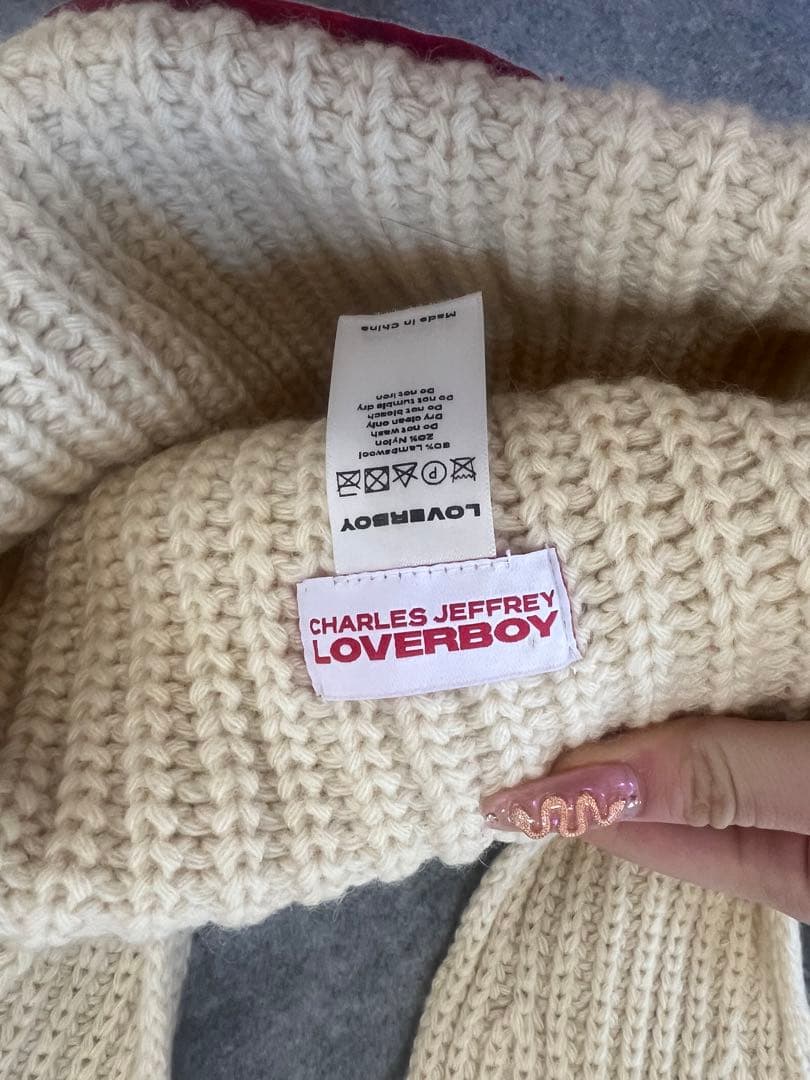 CHARLES JEFFREY
LOVERBOY
LOVERBOY
80% Lambswool
20% Nylon
Do not wash
Dry clean only
Do not bleach
Do not tumble dry
Do not iron
Made in China